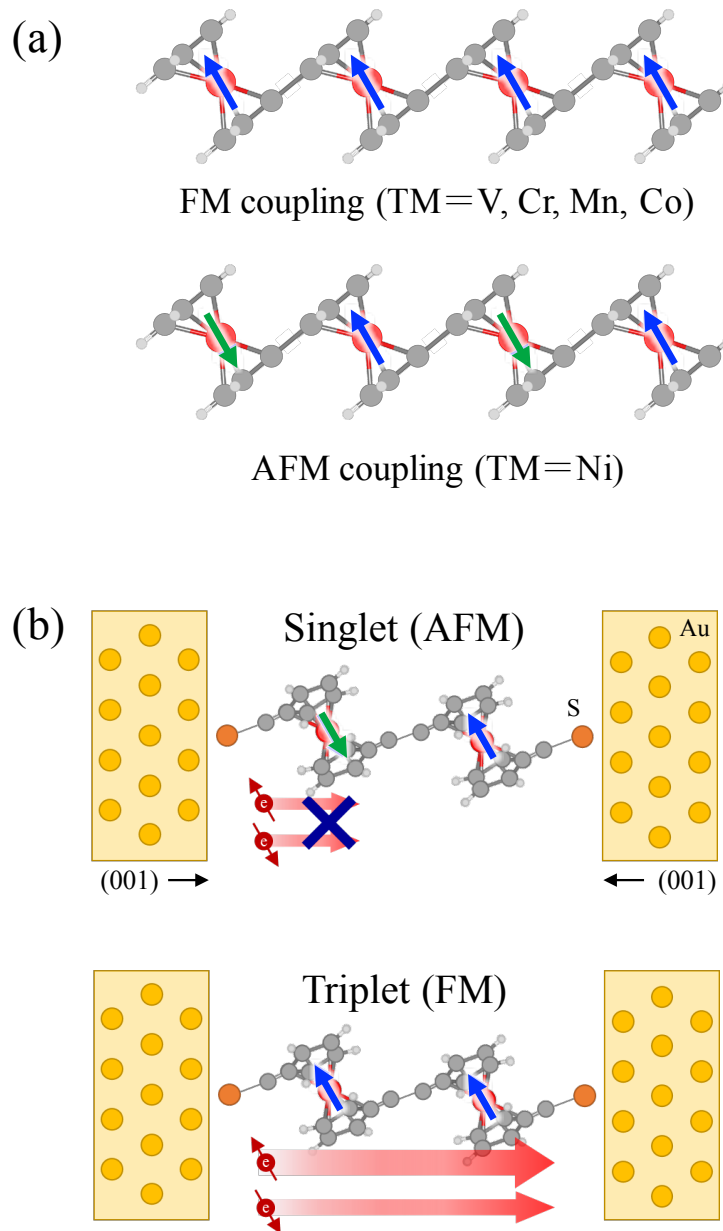 (a)
FM coupling (TM＝V, Cr, Mn, Co)
AFM coupling (TM＝Ni)
(b)
Singlet (AFM)
Au
S
e
e
(001)
(001)
Triplet (FM)
e
e